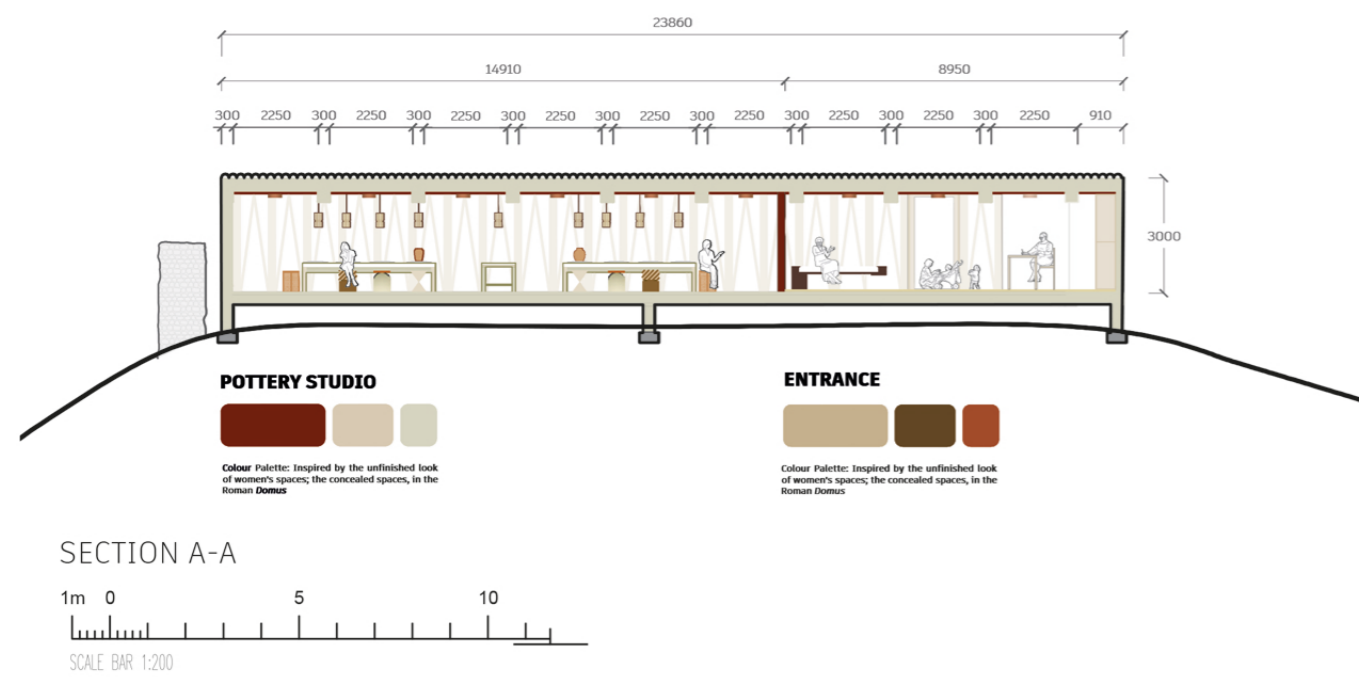 23860
14910 8950
300 2250 300 2250 300 2250 300 2250 300 2250 300 2250 300 2250 300 2250 300 2250 910
3000
POTTERY STUDIO
Colour Palette: Inspired by the unfinished look
of women's spaces; the concealed spaces, in the
Roman Domus
ENTRANCE
Colour Palette: Inspired by the unfinished look
of women's spaces; the concealed spaces, in the
Roman Domus
SECTION A-A
1m 0 5 10
SCALE BAR 1:200